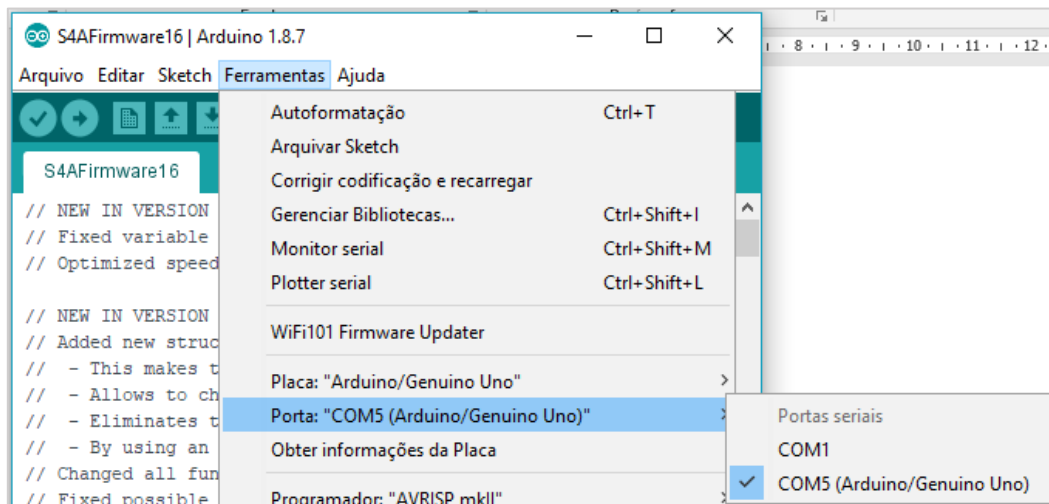 S4AFirmware16 | Arduino 1.8.7
8 · 9 · 10 · 11 · 12
Arquivo Editar Sketch Ferramentas Ajuda
Autoformatação Ctrl+T
Arquivar Sketch
S4AFirmware16
Corrigir codificação e recarregar
// NEW IN VERSION
Gerenciar Bibliotecas... Ctrl+Shift+I
// Fixed variable
Monitor serial Ctrl+Shift+M
// Optimized speed
Plotter serial Ctrl+Shift+L
// NEW IN VERSION
WiFi101 Firmware Updater
// Added new struc
// - This makes t
Placa: "Arduino/Genuino Uno"
// - Allows to ch
Porta: "COM5 (Arduino/Genuino Uno)"
Portas seriais
// - Eliminates t
// - By using an
Obter informações da Placa
COM1
// Changed all fun
COM5 (Arduino/Genuino Uno)
// Fixed possible
Programador: "AVRISP mkII"